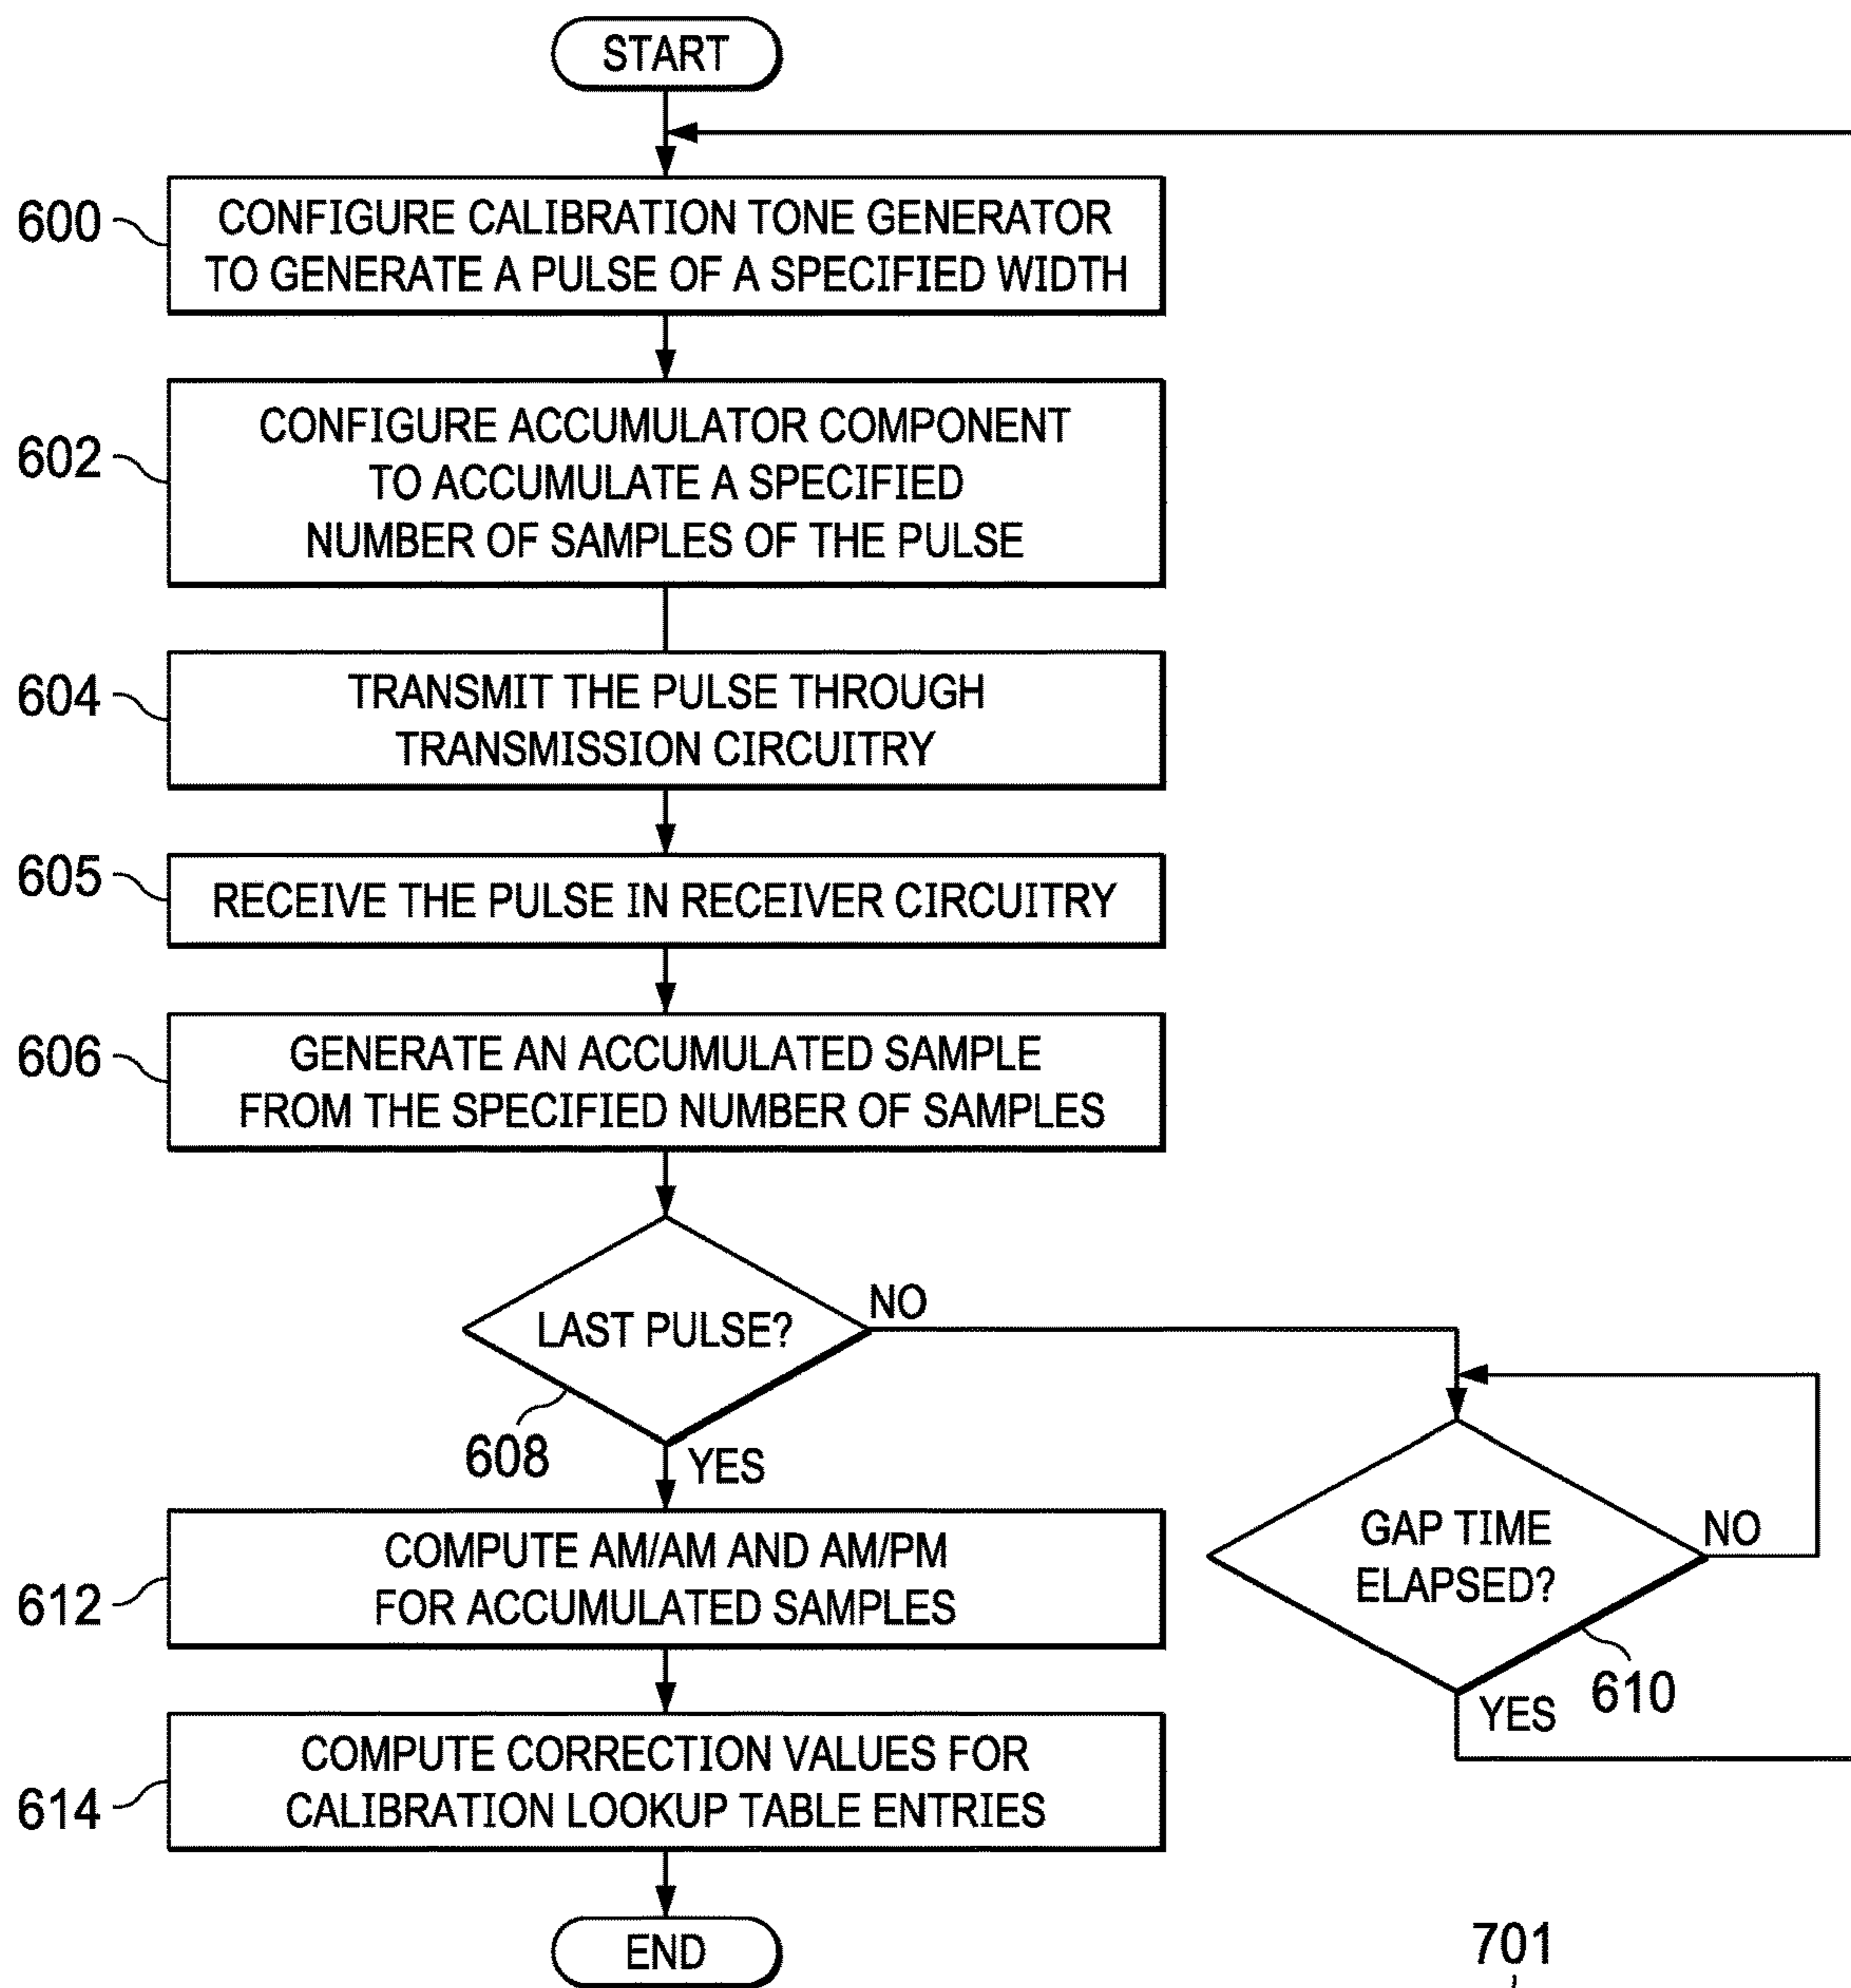 START
600
CONFIGURE CALIBRATION TONE GENERATOR
TO GENERATE A PULSE OF A SPECIFIED WIDTH
602
CONFIGURE ACCUMULATOR COMPONENT
TO ACCUMULATE A SPECIFIED
NUMBER OF SAMPLES OF THE PULSE
604
TRANSMIT THE PULSE THROUGH
TRANSMISSION CIRCUITRY
605
RECEIVE THE PULSE IN RECEIVER CIRCUITRY
606
GENERATE AN ACCUMULATED SAMPLE
FROM THE SPECIFIED NUMBER OF SAMPLES
LAST PULSE?
NO
608
YES
GAP TIME
ELAPSED?
NO
610
YES
612
COMPUTE AM/AM AND AM/PM
FOR ACCUMULATED SAMPLES
614
COMPUTE CORRECTION VALUES FOR
CALIBRATION LOOKUP TABLE ENTRIES
END
701